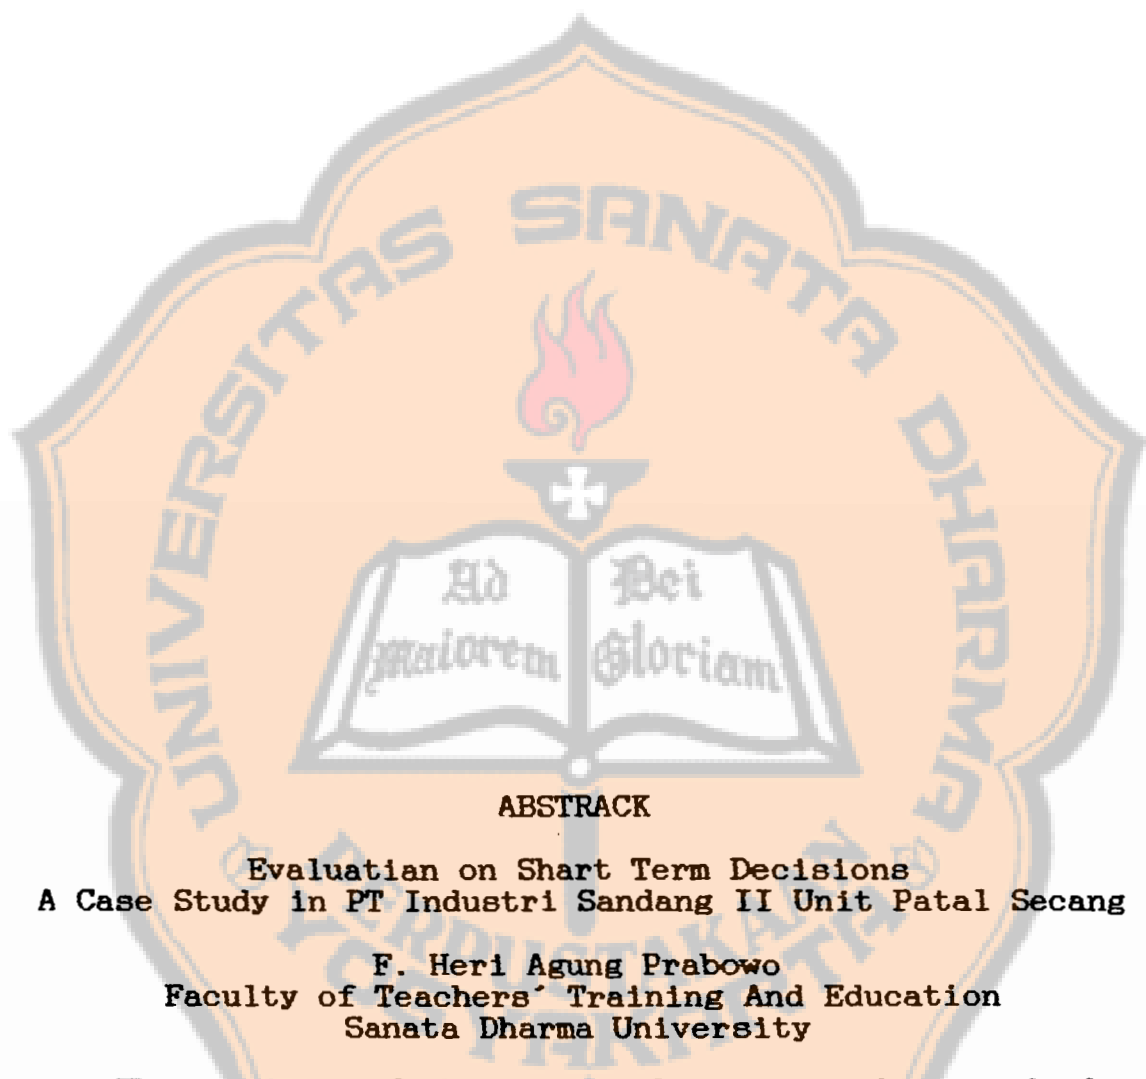 UNIVERSITAS SANATA DHARMA
Ad Dei
Maiorem Gloriam
ABSTRACK
Evaluatian on Shart Term Decisions
A Case Study in PT Industri Sandang II Unit Patal Secang
PERPUSTAKAAN
YOGYAKARTA
F. Heri Agung Prabowo
Faculty of Teachers´ Training And Education
Sanata Dharma University